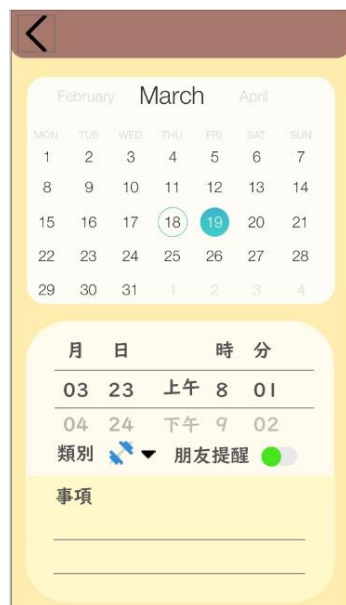 February March April
MON TUE WED THU FRI SAT SUN
1 2 3 4 5 6 7
8 9 10 11 12 13 14
15 16 17 18 19 20 21
22 23 24 25 26 27 28
29 30 31 1 2 3 4
月 日 時 分
03 23 上午 8 01
04 24 下午 9 02
類別 朋友提醒
事項